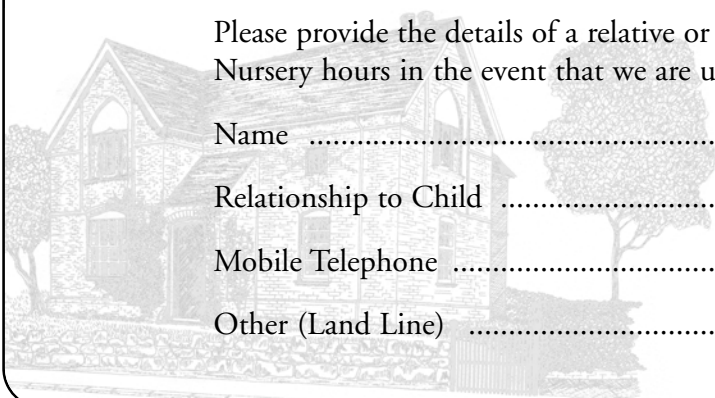 Please provide the details of a relative or
Nursery hours in the event that we are u
Name ................................................
Relationship to Child ..........................
Mobile Telephone ................................
Other (Land Line) ..............................